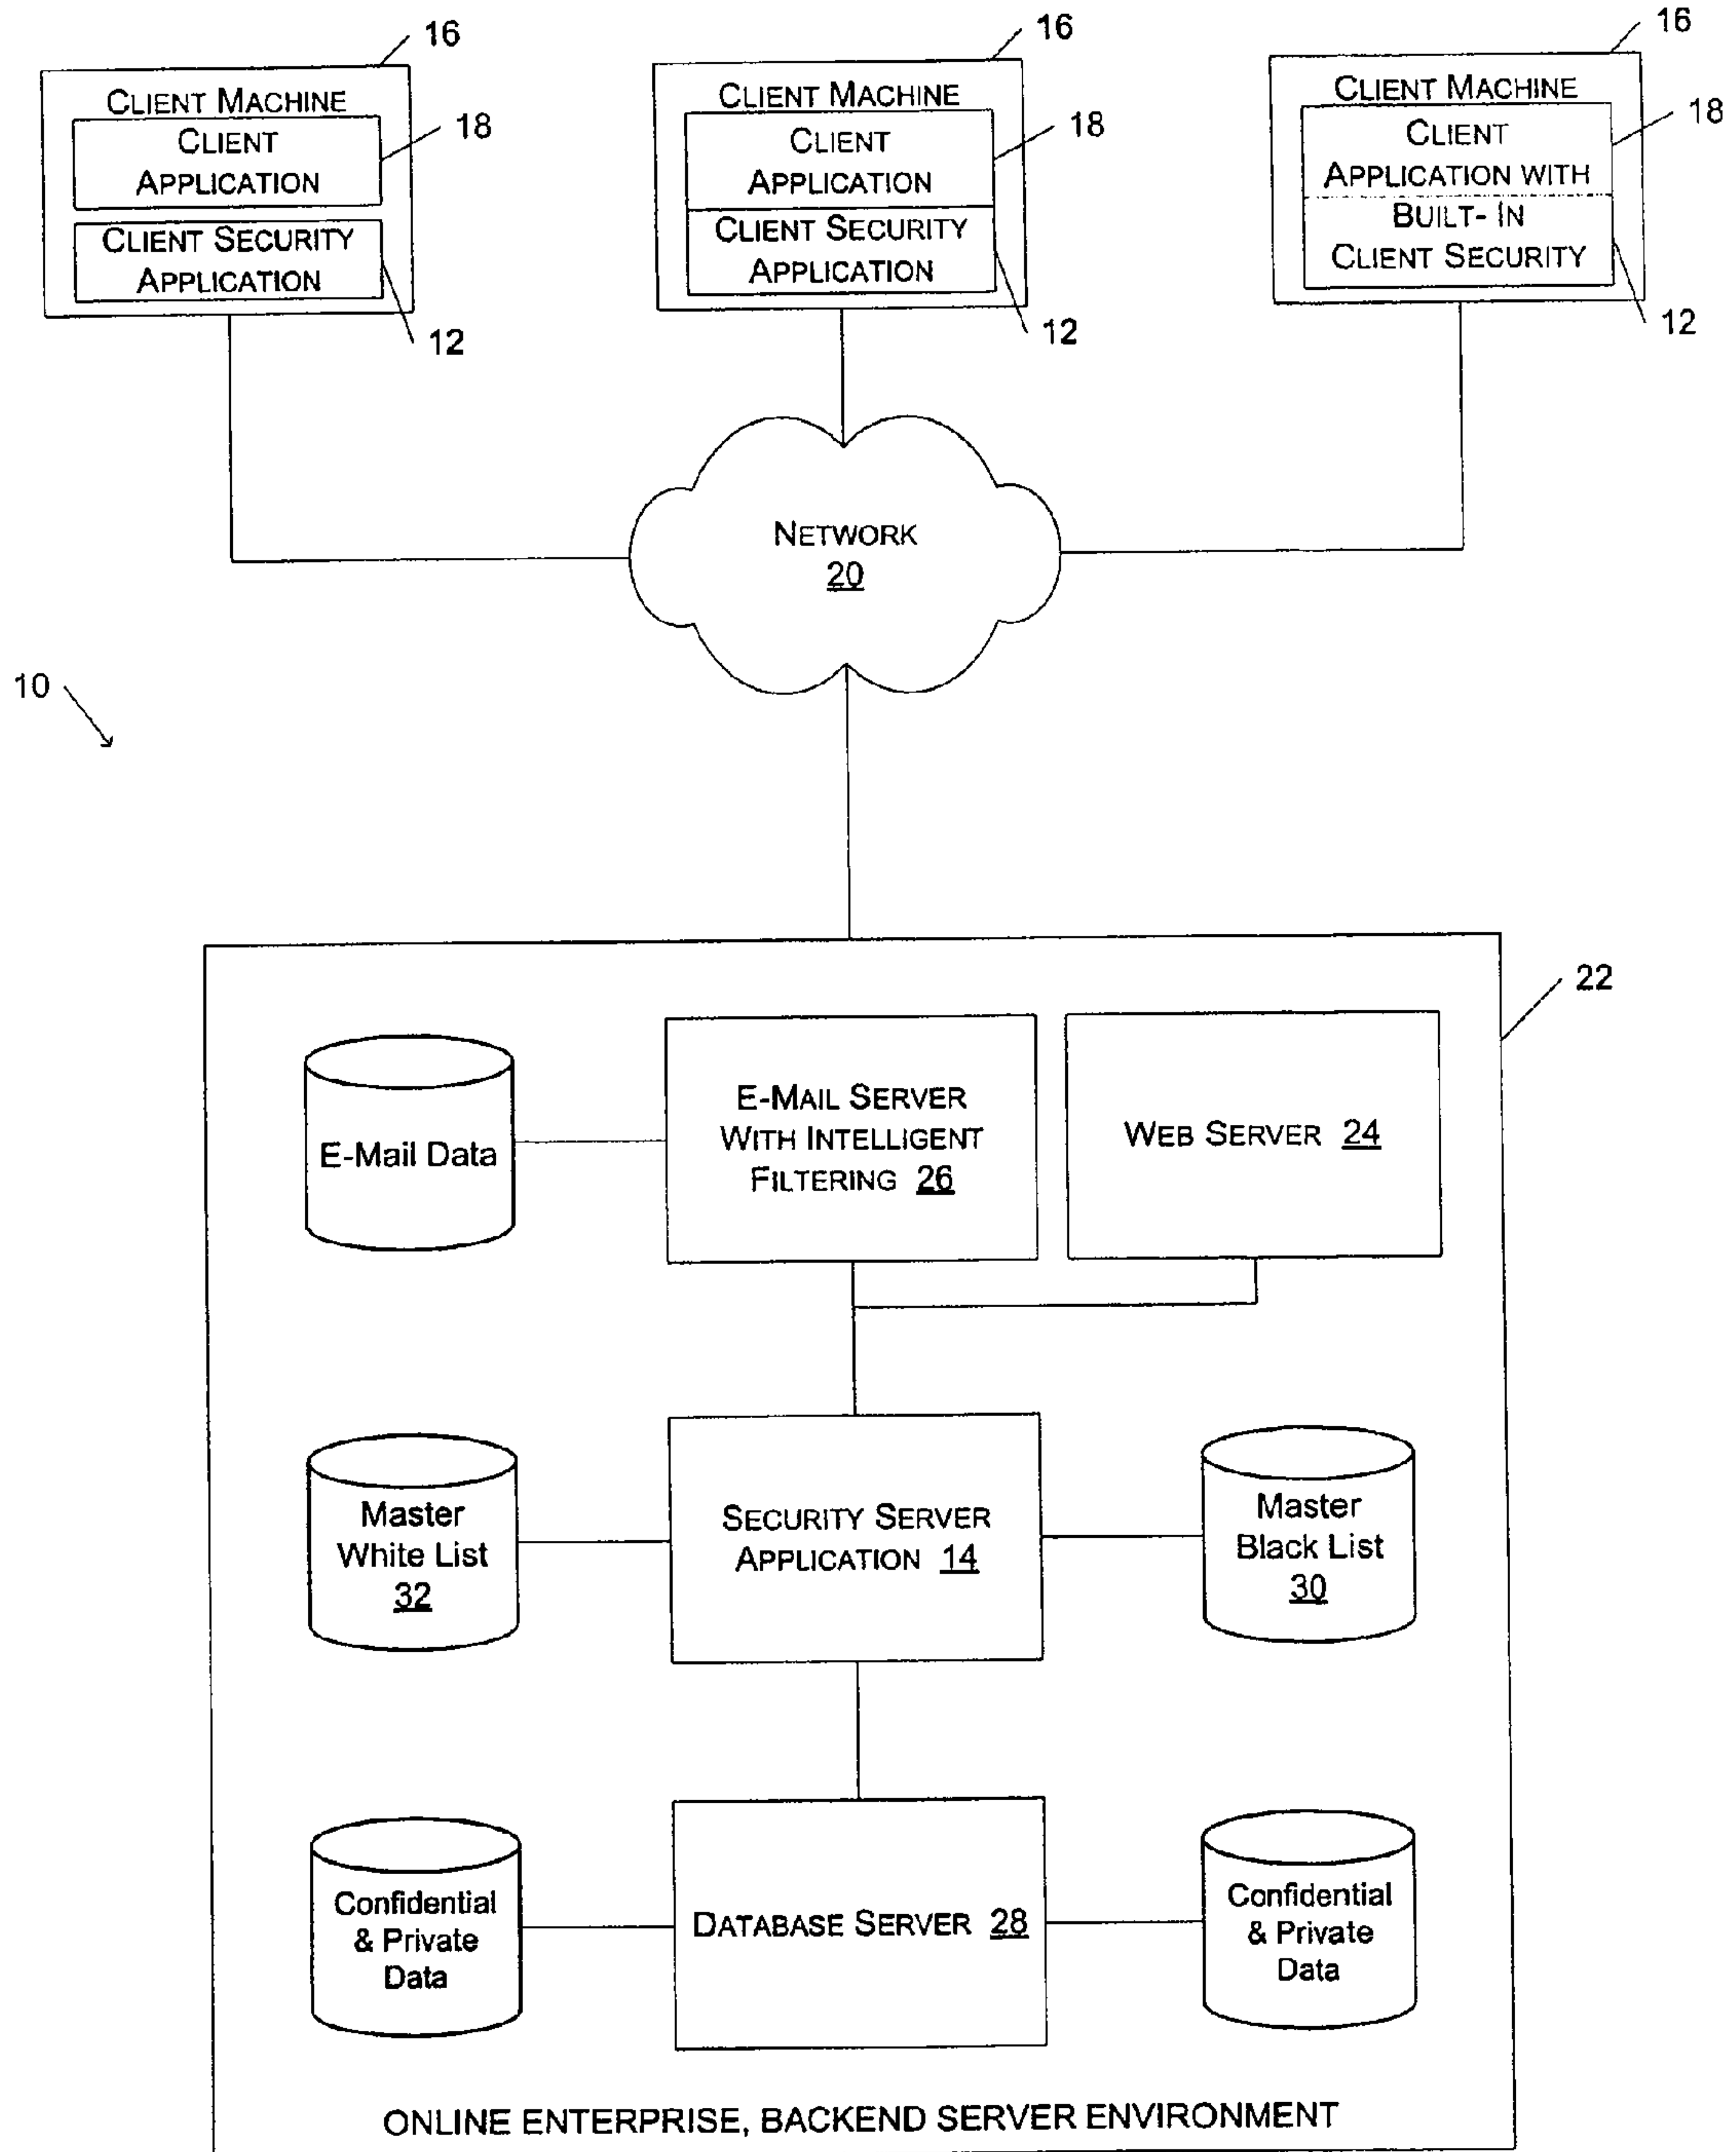 16
CLIENT MACHINE
CLIENT
APPLICATION
18
CLIENT SECURITY
APPLICATION
12
16
CLIENT MACHINE
CLIENT
APPLICATION
18
CLIENT SECURITY
APPLICATION
12
16
CLIENT MACHINE
CLIENT
APPLICATION WITH
18
BUILT- IN
CLIENT SECURITY
12
NETWORK
20
10
22
E-Mail Data
E-MAIL SERVER
WITH INTELLIGENT
FILTERING 26
WEB SERVER 24
Master
White List
32
SECURITY SERVER
APPLICATION 14
Master
Black List
30
Confidential
& Private
Data
DATABASE SERVER 28
Confidential
& Private
Data
ONLINE ENTERPRISE, BACKEND SERVER ENVIRONMENT